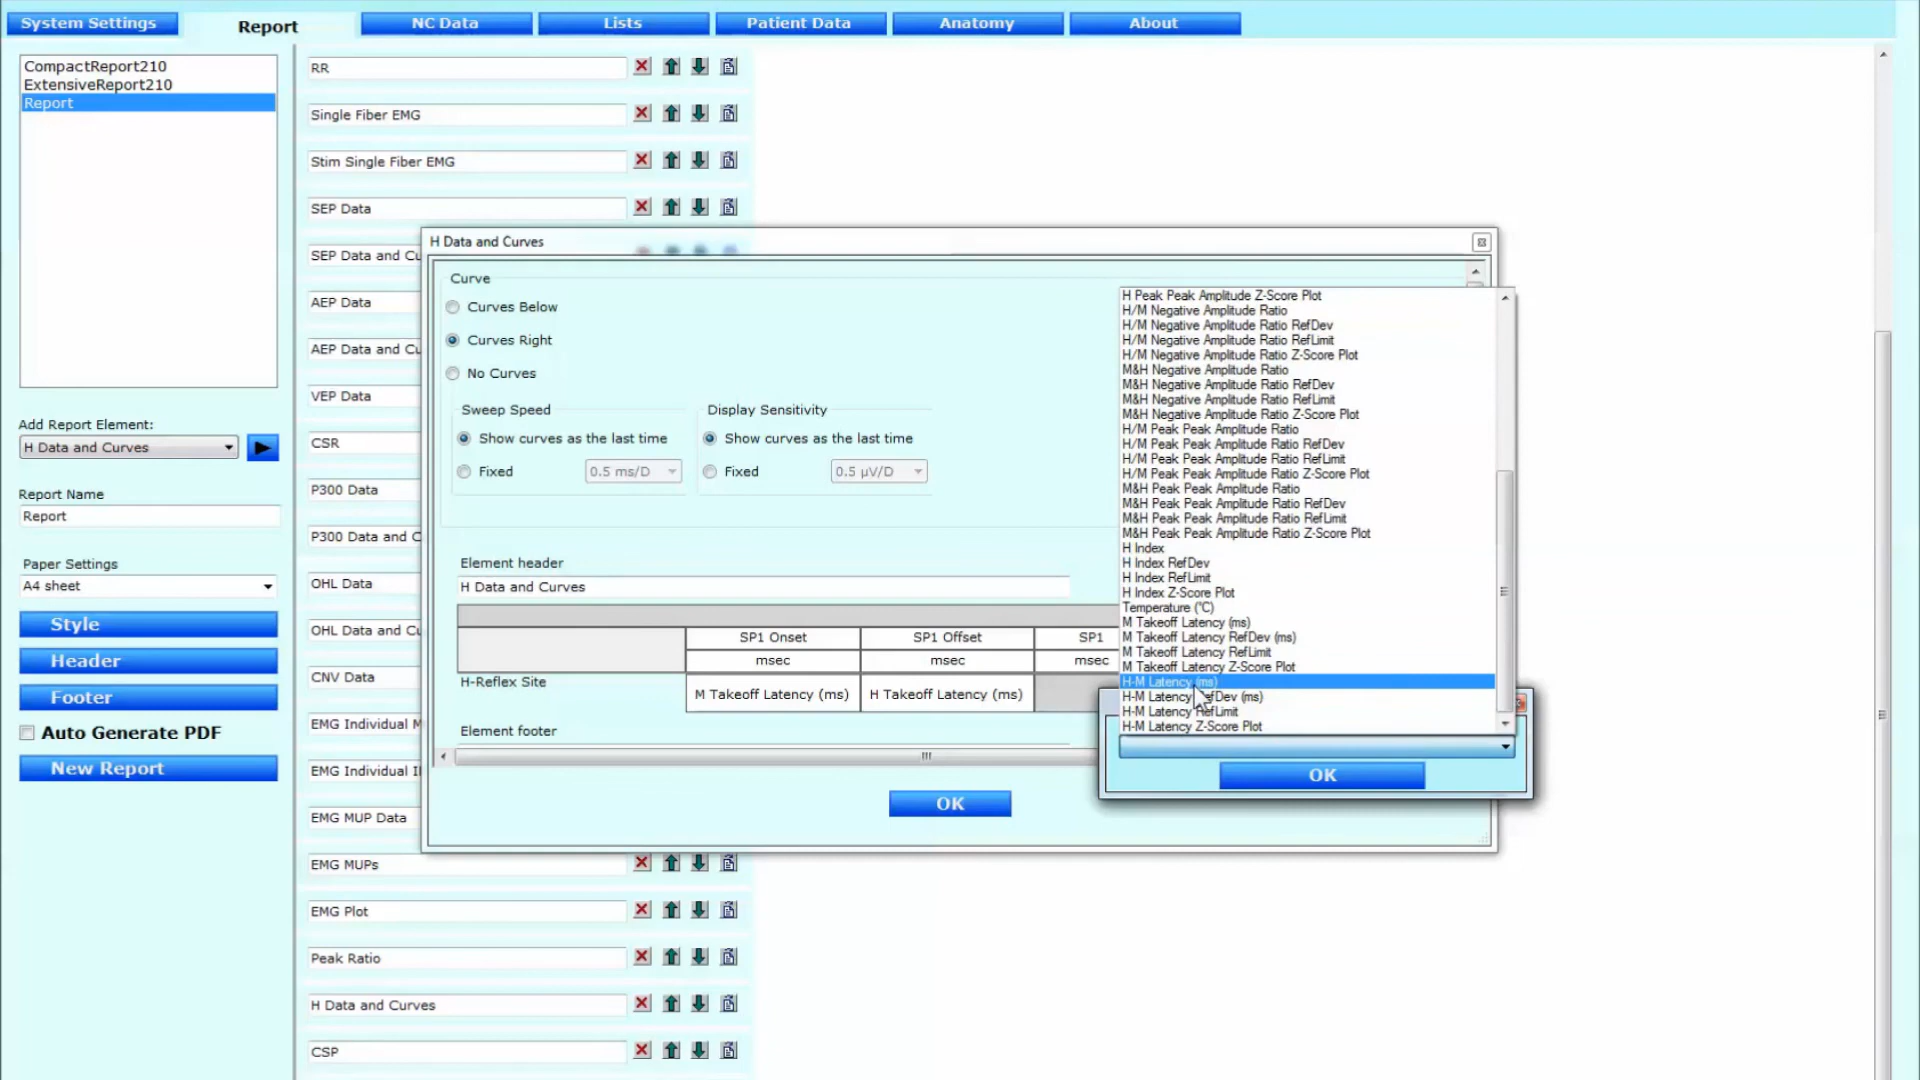 System Settings
Report
NC Data
Lists
Patient Data
Anatomy
About
CompactReport210
ExtensiveReport210
Report
Add Report Element:
H Data and Curves
Report Name
Report
Paper Settings
A4 sheet
Style
Header
Footer
Auto Generate PDF
New Report
RR
Single Fiber EMG
Stim Single Fiber EMG
SEP Data
SEP Data and Cu
AEP Data
AEP Data and Cu
VEP Data
CSR
P300 Data
P300 Data and C
OHL Data
OHL Data and Cu
CNV Data
EMG Individual M
EMG Individual I
EMG MUP Data
EMG MUPs
EMG Plot
Peak Ratio
H Data and Curves
CSP
H Data and Curves
Curve
Curves Below
Curves Right
No Curves
Sweep Speed
Show curves as the last time
Fixed
0.5 ms/D
Display Sensitivity
Show curves as the last time
Fixed
0.5 µV/D
Element header
H Data and Curves
SP1 Onset
SP1 Offset
SP1
msec
msec
msec
H-Reflex Site
M Takeoff Latency (ms)
H Takeoff Latency (ms)
Element footer
OK
H Peak Peak Amplitude Z-Score Plot
H/M Negative Amplitude Ratio
H/M Negative Amplitude Ratio RefDev
H/M Negative Amplitude Ratio RefLimit
H/M Negative Amplitude Ratio Z-Score Plot
M&H Negative Amplitude Ratio
M&H Negative Amplitude Ratio RefDev
M&H Negative Amplitude Ratio RefLimit
M&H Negative Amplitude Ratio Z-Score Plot
H/M Peak Peak Amplitude Ratio
H/M Peak Peak Amplitude Ratio RefDev
H/M Peak Peak Amplitude Ratio RefLimit
H/M Peak Peak Amplitude Ratio Z-Score Plot
M&H Peak Peak Amplitude Ratio
M&H Peak Peak Amplitude Ratio RefDev
M&H Peak Peak Amplitude Ratio RefLimit
M&H Peak Peak Amplitude Ratio Z-Score Plot
H Index
H Index RefDev
H Index RefLimit
H Index Z-Score Plot
Temperature (°C)
M Takeoff Latency (ms)
M Takeoff Latency RefDev (ms)
M Takeoff Latency RefLimit
M Takeoff Latency Z-Score Plot
H-M Latency (ms)
H-M Latency RefDev (ms)
H-M Latency RefLimit
H-M Latency Z-Score Plot
OK